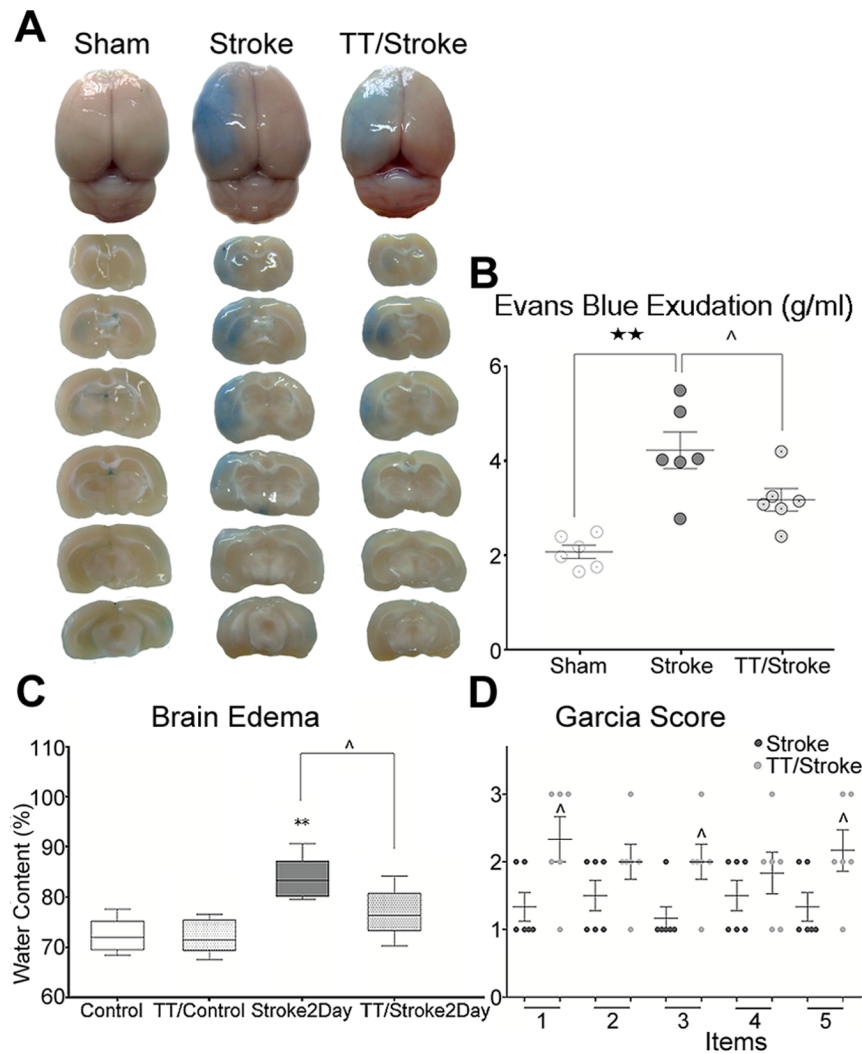 A
Sham Stroke TT/Stroke
B
Evans Blue Exudation (g/ml)
★★ ^
6
4
2
0
Sham Stroke TT/Stroke
C
Brain Edema
Water Content (%)
110
100
90
80
70
60
^
**
Control TT/Control Stroke2Day TT/Stroke2Day
D
Garcia Score
Stroke
TT/Stroke
3
2
1
0
^ ^ ^
1 2 3 4 5
Items